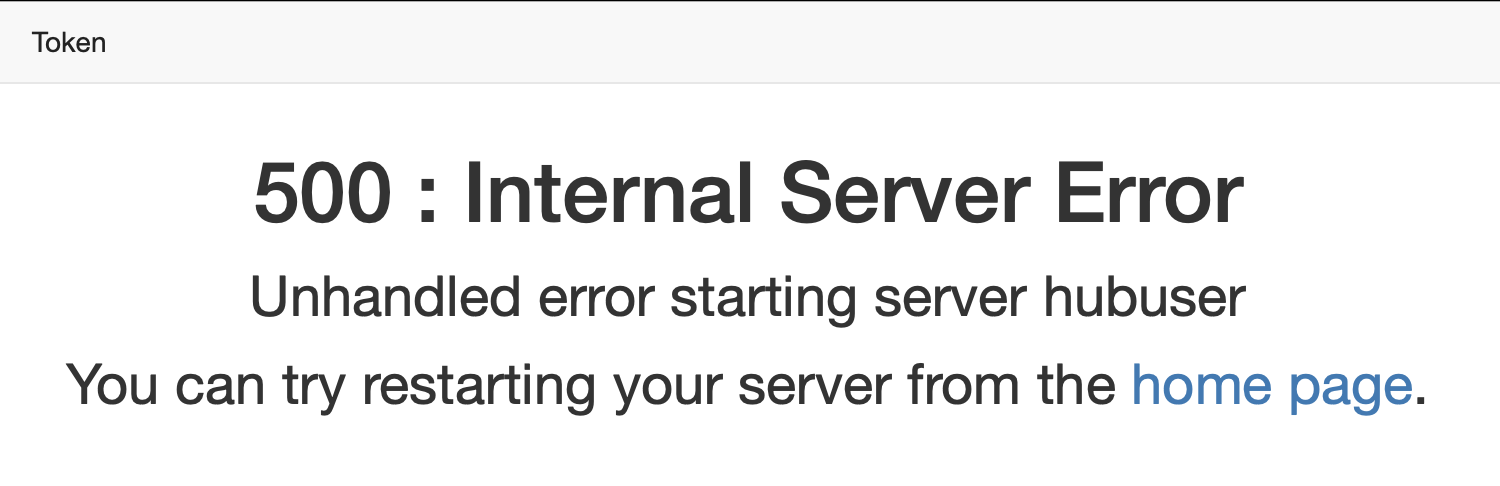 Token
500 : Internal Server Error
Unhandled error starting server hubuser
You can try restarting your server from the home page.